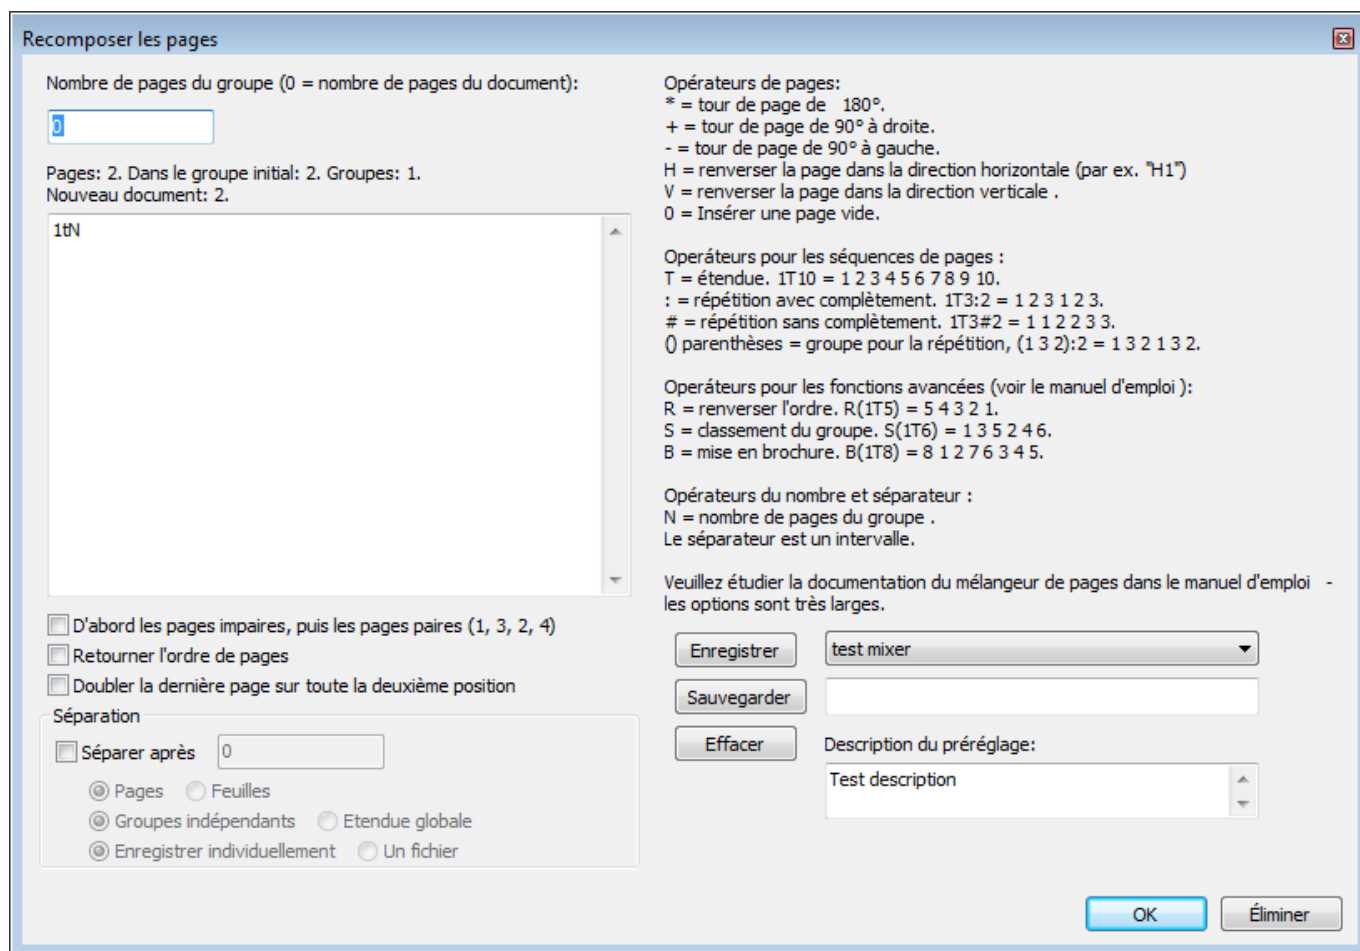 Recomposer les pages
Nombre de pages du groupe (0 = nombre de pages du document):
0
Pages: 2. Dans le groupe initial: 2. Groupes: 1.
Nouveau document: 2.
1tN
D'abord les pages impaires, puis les pages paires (1, 3, 2, 4)
Retourner l'ordre de pages
Doubler la dernière page sur toute la deuxième position
Séparation
Séparer après 0
Pages Feuilles
Groupes indépendants Etendue globale
Enregistrer individuellement Un fichier
Opérateurs de pages:
* = tour de page de 180°.
+ = tour de page de 90° à droite.
- = tour de page de 90° à gauche.
H = renverser la page dans la direction horizontale (par ex. "H1")
V = renverser la page dans la direction verticale .
0 = Insérer une page vide.
Operáteurs pour les séquences de pages :
T = étendue. 1T10 = 1 2 3 4 5 6 7 8 9 10.
: = répétition avec complètement. 1T3:2 = 1 2 3 1 2 3.
# = répétition sans complètement. 1T3#2 = 1 1 2 2 3 3.
() parenthèses = groupe pour la répétition, (1 3 2):2 = 1 3 2 1 3 2.
Operáteurs pour les fonctions avancées (voir le manuel d'emploi ):
R = renverser l'ordre. R(1T5) = 5 4 3 2 1.
S = classement du groupe. S(1T6) = 1 3 5 2 4 6.
B = mise en brochure. B(1T8) = 8 1 2 7 6 3 4 5.
Opérateurs du nombre et séparateur :
N = nombre de pages du groupe .
Le séparateur est un intervalle.
Veuillez étudier la documentation du mélangeur de pages dans le manuel d'emploi -
les options sont très larges.
Enregistrer test mixer
Sauvegarder
Effacer Description du préréglage:
Test description
OK Éliminer